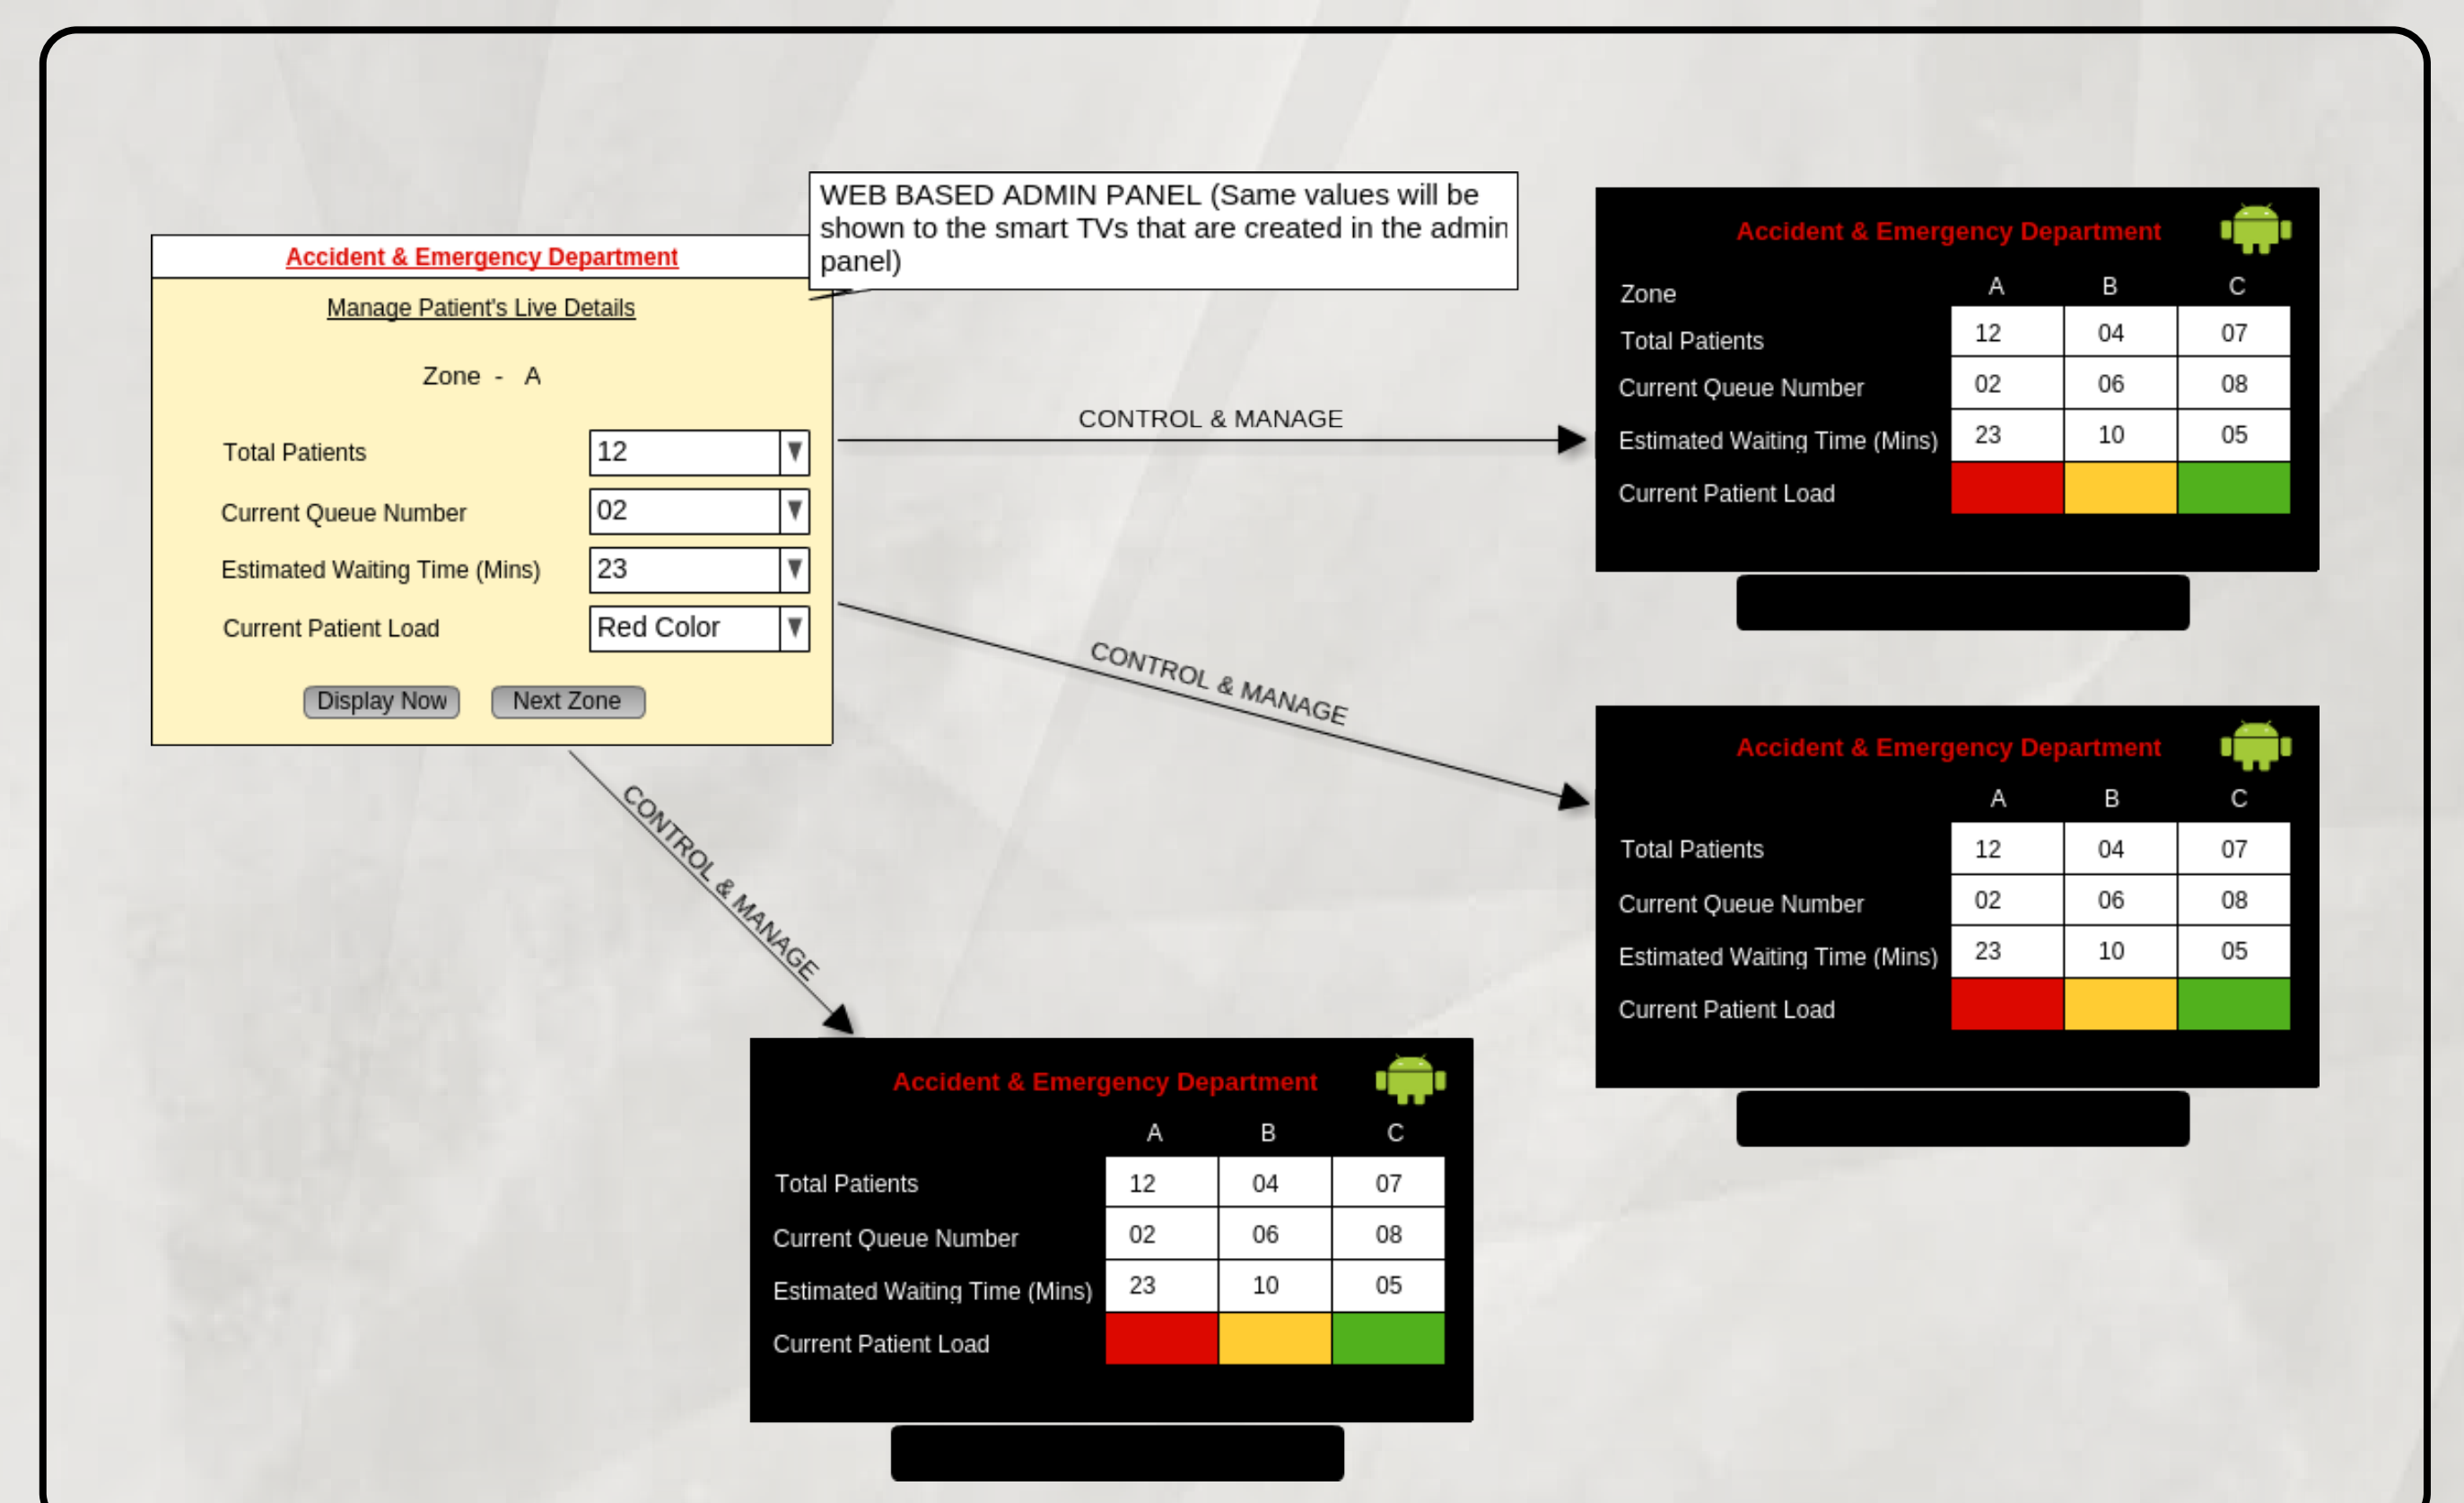 WEB BASED ADMIN PANEL (Same values will be
shown to the smart TVs that are created in the admin
panel)
Accident & Emergency Department
Manage Patient's Live Details
Zone - A
Total Patients 12
Current Queue Number 02
Estimated Waiting Time (Mins) 23
Current Patient Load Red Color
Display Now Next Zone
CONTROL & MANAGE
CONTROL & MANAGE
CONTROL & MANAGE
Accident & Emergency Department
Zone A B C
Total Patients 12 04 07
Current Queue Number 02 06 08
Estimated Waiting Time (Mins) 23 10 05
Current Patient Load
Accident & Emergency Department
A B C
Total Patients 12 04 07
Current Queue Number 02 06 08
Estimated Waiting Time (Mins) 23 10 05
Current Patient Load
Accident & Emergency Department
A B C
Total Patients 12 04 07
Current Queue Number 02 06 08
Estimated Waiting Time (Mins) 23 10 05
Current Patient Load